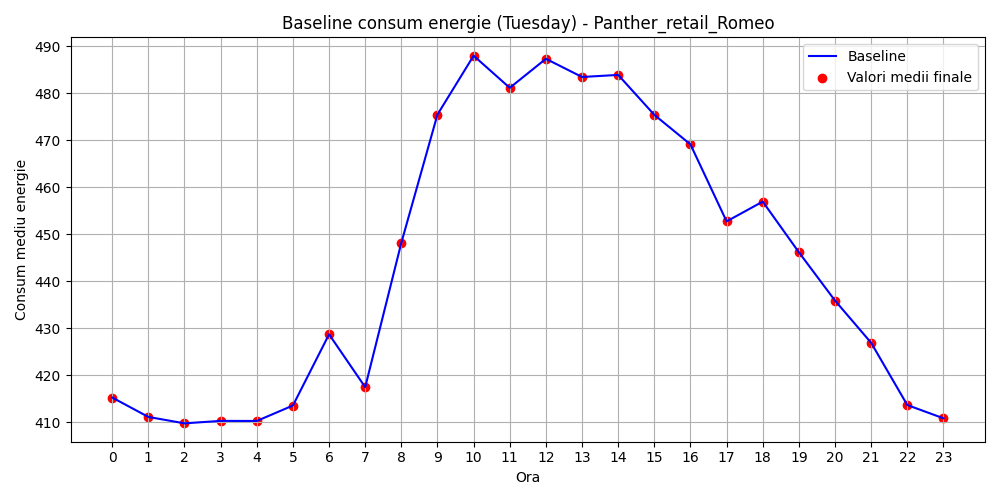 Baseline consum energie (Tuesday) - Panther_retail_Romeo
Baseline
Valori medii finale
Consum mediu energie
490
480
470
460
450
440
430
420
410
0 1 2 3 4 5 6 7 8 9 10 11 12 13 14 15 16 17 18 19 20 21 22 23
Ora